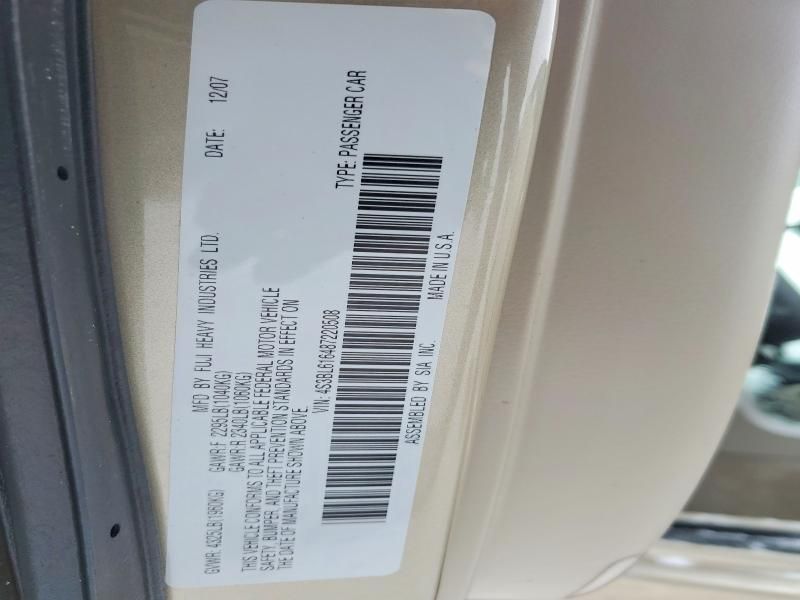 MFD BY FUJI HEAVY INDUSTRIES LTD. DATE: 12/07
GVWR: 4325LB(1960KG) GAWR:F 2295LB(1040KG)
GAWR:R 2340LB(1060KG)
THIS VEHICLE CONFORMS TO ALL APPLICABLE FEDERAL MOTOR VEHICLE
SAFETY, BUMPER, AND THEFT PREVENTION STANDARDS IN EFFECT ON
THE DATE OF MANUFACTURE SHOWN ABOVE.
VIN: 4S3BL616487220508 TYPE: PASSENGER CAR
ASSEMBLED BY SIA INC. MADE IN U.S.A.